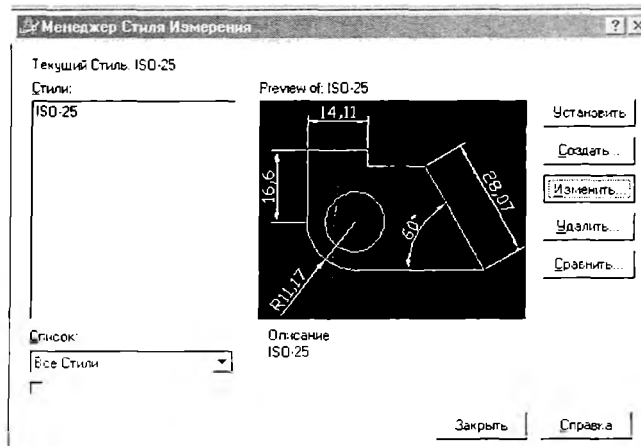 Менеджер Стиля Измерения
Текущий Стиль: ISO-25
Стили:
ISO-25
Preview of: ISO-25
14,11
16,6
28,07
60°
R11,17
Установить
Создать...
Изменить...
Удалить...
Сравнить...
Список:
Все Стили
Описание
ISO-25
Закрыть
Справка